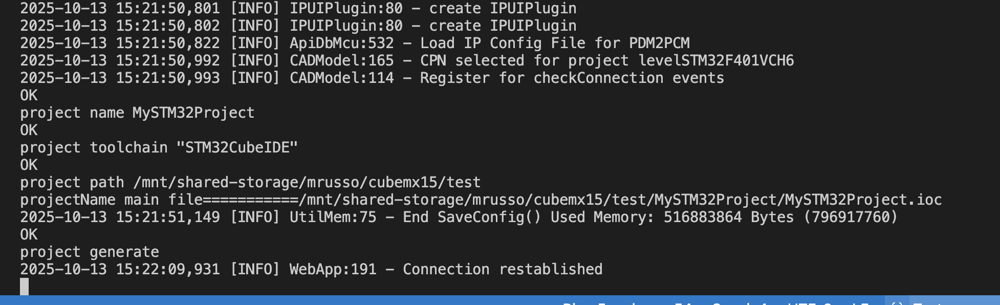 2025-10-13 15:21:50,801 [INFO] IPUIPlugin:80 - create IPUIPlugin
2025-10-13 15:21:50,802 [INFO] IPUIPlugin:80 - create IPUIPlugin
2025-10-13 15:21:50,822 [INFO] ApiDbMcu:532 - Load IP Config File for PDM2PCM
2025-10-13 15:21:50,992 [INFO] CADModel:165 - CPN selected for project levelSTM32F401VCH6
2025-10-13 15:21:50,993 [INFO] CADModel:114 - Register for checkConnection events
OK
project name MySTM32Project
OK
project toolchain "STM32CubeIDE"
OK
project path /mnt/shared-storage/mrusso/cubemx15/test
projectName main file===========/mnt/shared-storage/mrusso/cubemx15/test/MySTM32Project/MySTM32Project.ioc
2025-10-13 15:21:51,149 [INFO] UtilMem:75 - End SaveConfig() Used Memory: 516883864 Bytes (796917760)
OK
project generate
2025-10-13 15:22:09,931 [INFO] WebApp:191 - Connection restablished